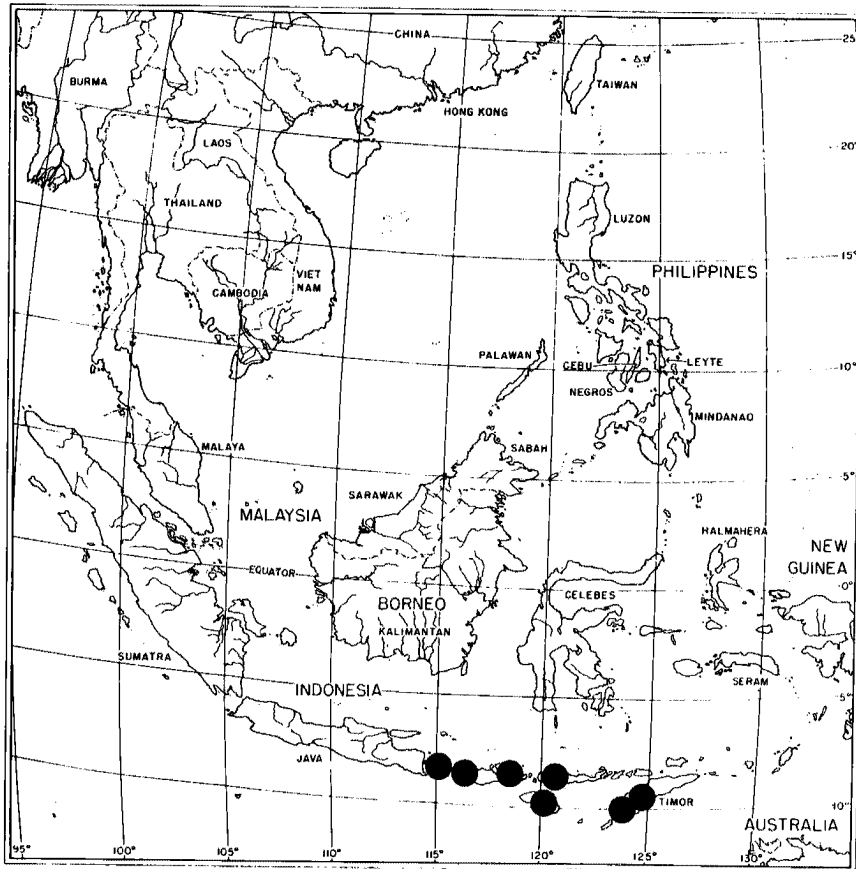 CHINA
25°
BURMA
TAIWAN
HONG KONG
LAOS
20°
THAILAND
LUZON
VIET
NAM
15°
PHILIPPINES
CAMBODIA
PALAWAN
CEBU
LEYTE
10°
NEGROS
MINDANAO
MALAYA
SABAH
5°
SARAWAK
MALAYSIA
HALMAHERA
NEW
GUINEA
EQUATOR
0°
CELEBES
BORNEO
KALIMANTAN
SUMATRA
SERAM
INDONESIA
5°
JAVA
TIMOR
10°
AUSTRALIA
95°
100°
105°
110°
115°
120°
125°
130°